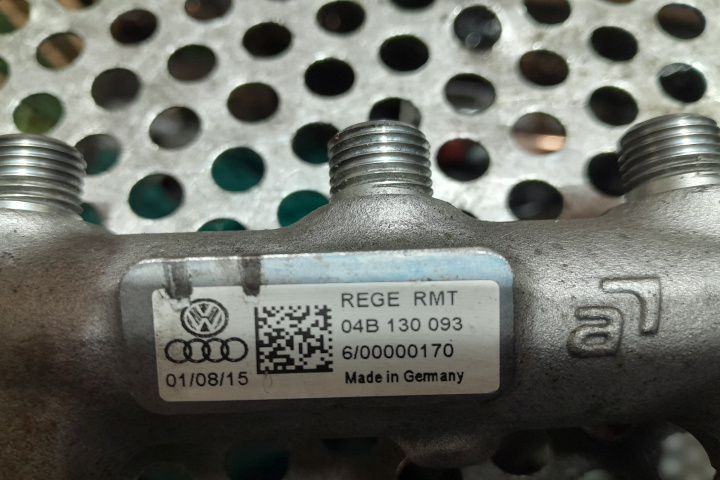 REGE RMT
04B 130 093
6/00000170
Made in Germany
01/08/15
a